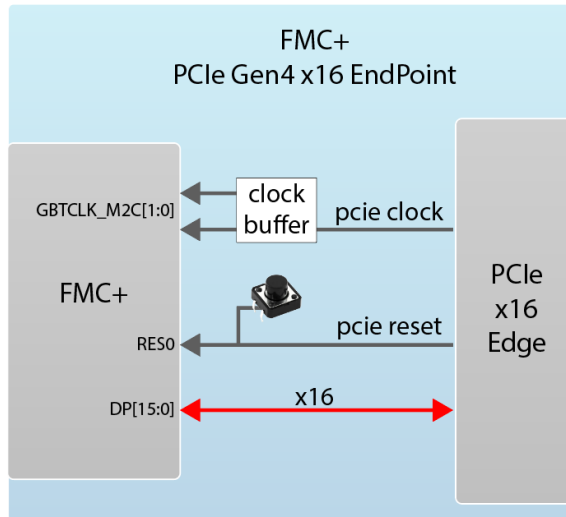 FMC+
PCIe Gen4 x16 EndPoint
GBTCLK_M2C[1:0]
clock
buffer
pcie clock
FMC+
PCIe
x16
Edge
pcie reset
RES0
DP[15:0]
x16